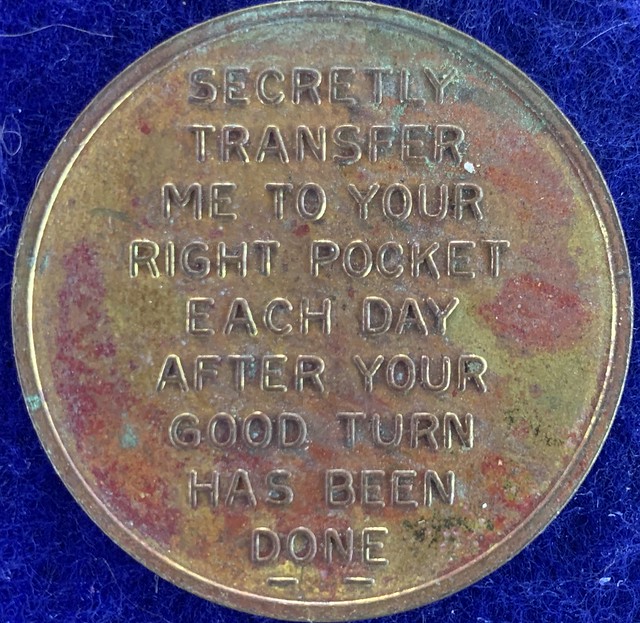 SECRETLY
TRANSFER
ME TO YOUR
RIGHT POCKET
EACH DAY
AFTER YOUR
GOOD TURN
HAS BEEN
DONE